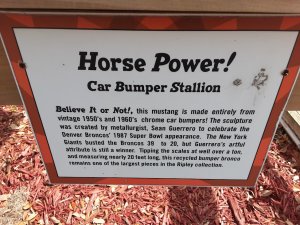 Horse Power!
Car Bumper Stallion
Believe It or Not!, this mustang is made entirely from
vintage 1950's and 1960's chrome car bumpers! The sculpture
was created by metallurgist, Sean Guerrero to celebrate the
Denver Broncos' 1987 Super Bowl appearance. The New York
Giants busted the Broncos 39 to 20, but Guerrero's artful
attribute is still a winner. Tipping the scales at well over a ton,
and measuring nearly 20 feet long, this recycled bumper bronco
remains one of the largest pieces in the Ripley collection.